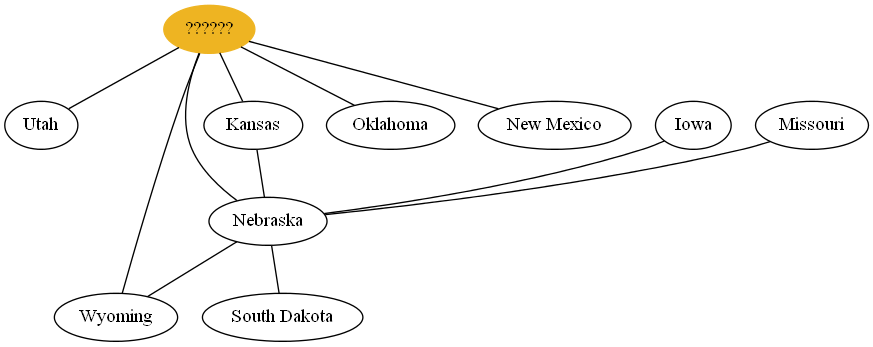 ??????
Utah
Kansas
Oklahoma
New Mexico
Iowa
Missouri
Nebraska
Wyoming
South Dakota